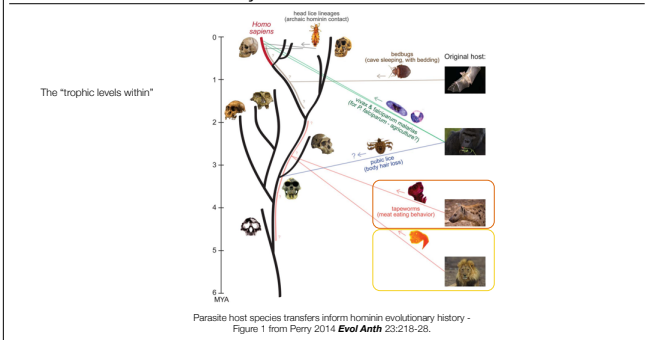 head lice lineages
(archaic hominin contact)
Homo
sapiens
bedbugs
(cave sleeping, with bedding)
Original host:
The "trophic levels within"
vivax & falciparum malarias
(for P. falciparum - agriculture?)
?
pubic lice
(body hair loss)
tapeworms
(meat eating behavior)
0
1
2
3
4
5
6
MYA
Parasite host species transfers inform hominin evolutionary history -
Figure 1 from Perry 2014 Evol Anth 23:218-28.